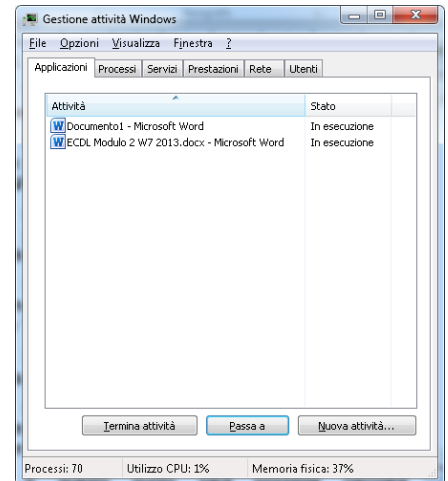 Gestione attività Windows
File Opzioni Visualizza Finestra ?
Applicazioni Processi Servizi Prestazioni Rete Utenti
Attività Stato
Documento1 - Microsoft Word In esecuzione
ECDL Modulo 2 W7 2013.docx - Microsoft Word In esecuzione
Termina attività Passa a Nuova attività...
Processi: 70 Utilizzo CPU: 1% Memoria fisica: 37%